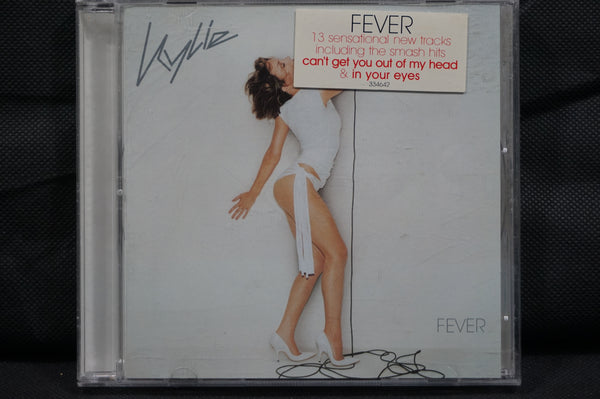 Kylie
FEVER
13 sensational new tracks
including the smash hits
can't get you out of my head
& in your eyes
334642
FEVER